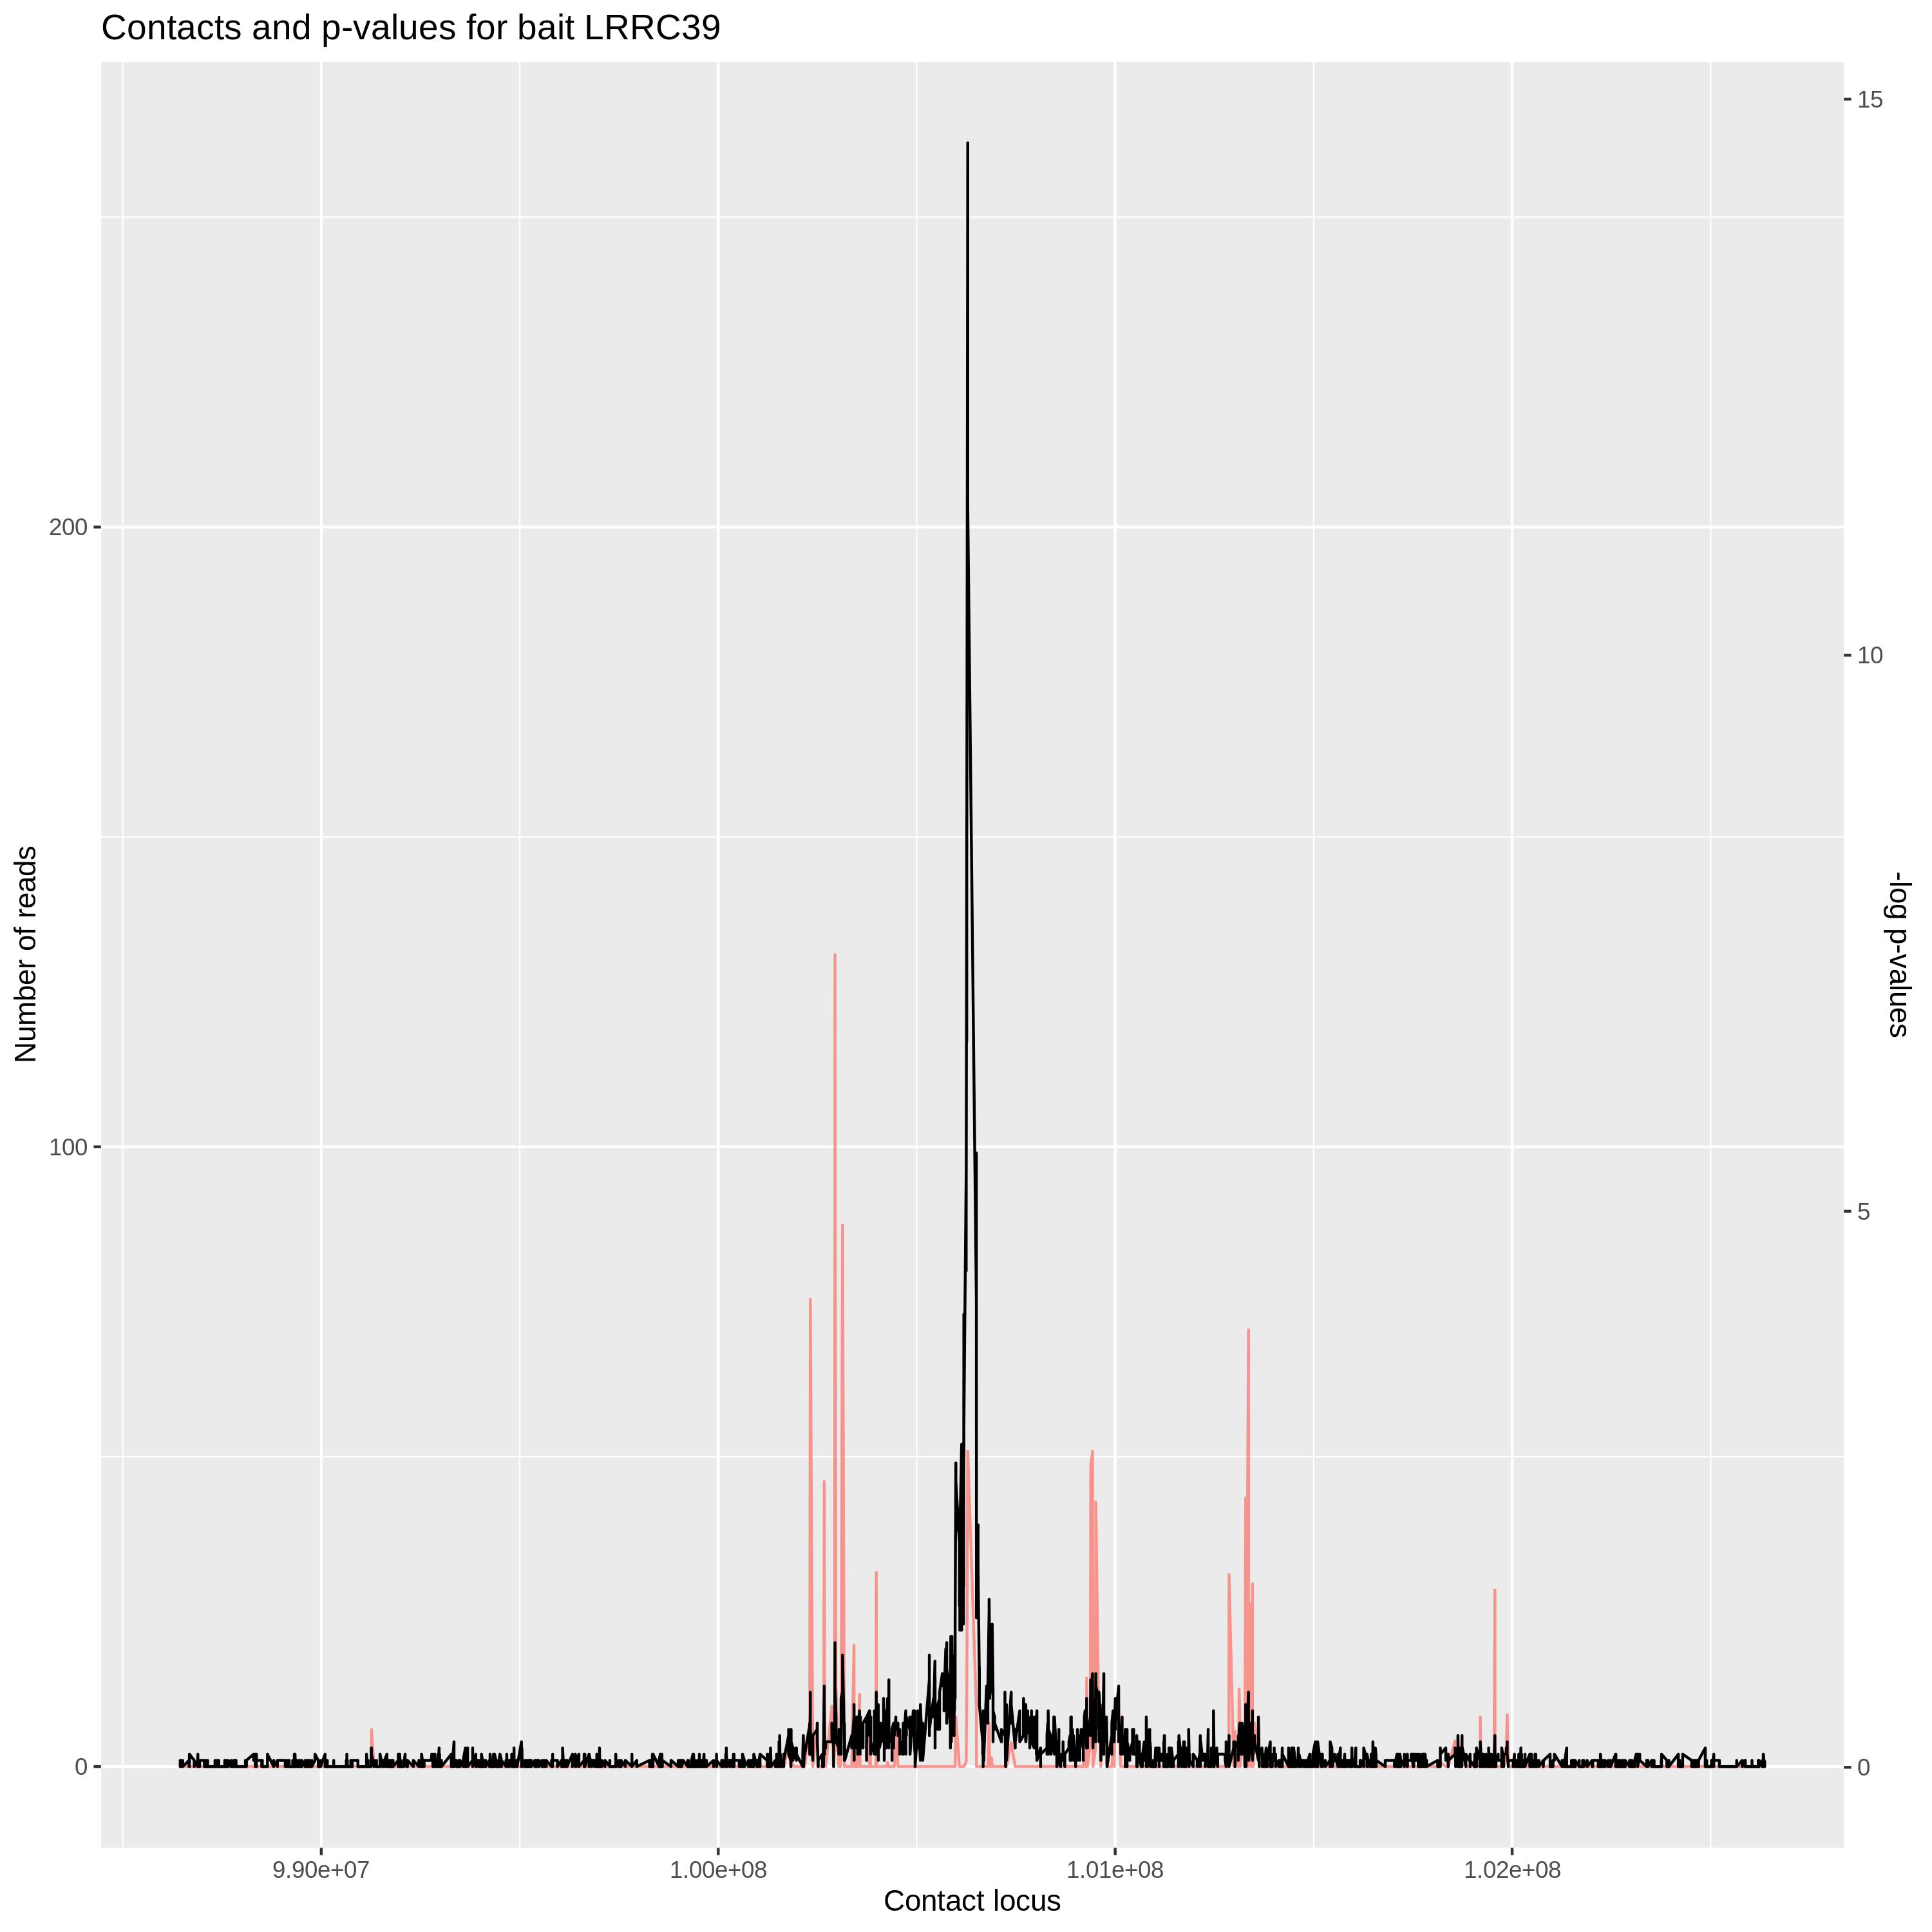 Contacts and p-values for bait LRRC39
15
200
10
Number of reads
-log p-values
100
5
0
0
9.90e+07
1.00e+08
1.01e+08
1.02e+08
Contact locus